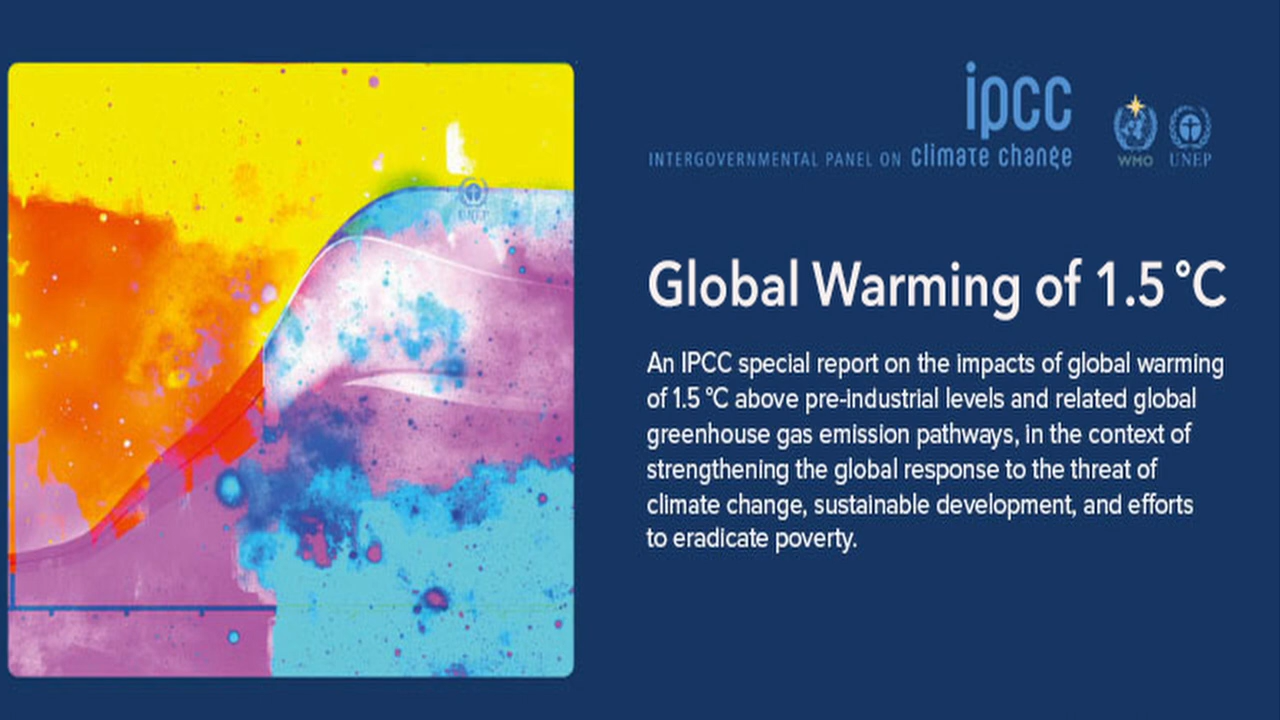 ipcc
INTERGOVERNMENTAL PANEL ON climate change
WMO
UNEP
UNEP
Global Warming of 1.5 °C
An IPCC special report on the impacts of global warming
of 1.5 °C above pre-industrial levels and related global
greenhouse gas emission pathways, in the context of
strengthening the global response to the threat of
climate change, sustainable development, and efforts
to eradicate poverty.